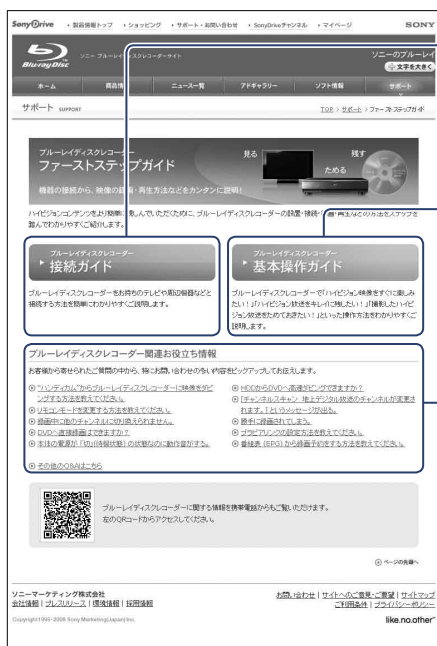 SonyDrive
・製品情報トップ ・ショッピング ・サポート・お問い合わせ ・SonyDriveチャンネル ・マイページ
SONY
Blu-ray Disc
ソニー ブルーレイディスクレコーダーサイト
ソニーのブルーレイ
文字を大きく
ホーム
商品情
ニュース一覧
アドギャラリー
ソフト情報
サポート
サポート SUPPORT
TOP > サポート > ファーストステップガイド
ブルーレイディスクレコーダー
ファーストステップガイド
機器の接続から、映像の録画・再生方法などをカンタンに説明!
見る
ためる
残す
ハイビジョンコンテンツをより簡単に楽しんでいただくために、ブルーレイディスクレコーダーの設置・接続・録画・再生などの方法をステップを
踏んでわかりやすくご紹介します。
ブルーレイディスクレコーダー
接続ガイド
ブルーレイディスクレコーダーをお持ちのテレビや周辺機器などと
接続する方法を簡単にわかりやすくご説明します。
ブルーレイディスクレコーダー
基本操作ガイド
ブルーレイディスクレコーダーで「ハイビジョン映像をすぐに楽しみ
たい!」「ハイビジョン放送をキレイに残したい!」「撮影したハイビ
ジョン放送をためておきたい!」といった操作方法をわかりやすくご
説明します。
ブルーレイディスクレコーダー関連お役立ち情報
お客様から寄せられたご質問の中から、特にお問い合わせの多い内容をピックアップしてお伝えします。
"ハンディカム"からブルーレイディスクレコーダーに映像をダビ
ングする方法を教えてください。
リモコンモードを変更する方法を教えてください。
録画中に他のチャンネルに切り換えられません。
DVDへ直接録画はできますか?
本体の電源が「切」(待機状態)の状態なのに動作音がする。
その他のQ&Aはこちら
HDDからDVDへ高速ダビングできますか?
[チャンネルスキャン 地上デジタル放送のチャンネルが変更さ
れます。]というメッセージが出る。
勝手に録画されてしまう。
ブラビアリンクの設定方法を教えてください。
番組表(EPG)から録画予約をする方法を教えてください。
ブルーレイディスクレコーダーに関する情報を携帯電話からもご覧いただけます。
左のQRコードからアクセスしてください。
ページの先頭へ
ソニーマーケティング株式会社
会社情報 | プレスリリース | 環境情報 | 採用情報
お問い合わせ | サイトへのご意見・ご要望 | サイトマップ
ご利用条件 | プライバシーポリシー
Copyright 1995-2008 Sony Marketing(Japan) Inc.
like.no.other™